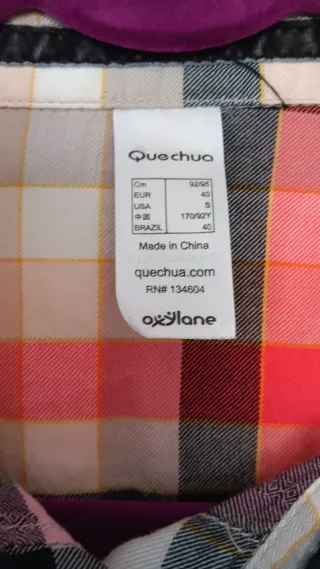 Quechua
Cm 92/95
EUR 40
USA S
中国 170/92Y
BRAZIL 40
Made in China
quechua.com
RN# 134604
oxylane